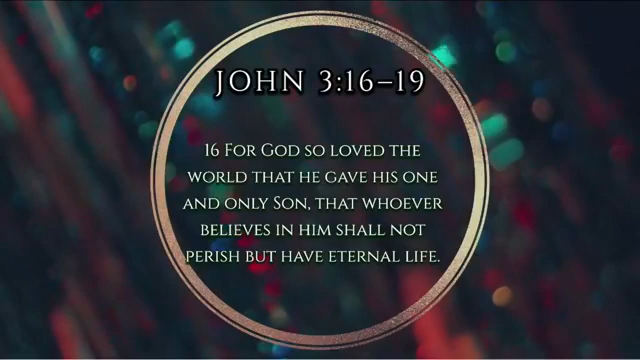 JOHN 3:16–19
16 FOR GOD SO LOVED THE
WORLD THAT HE GAVE HIS ONE
AND ONLY SON, THAT WHOEVER
BELIEVES IN HIM SHALL NOT
PERISH BUT HAVE ETERNAL LIFE.